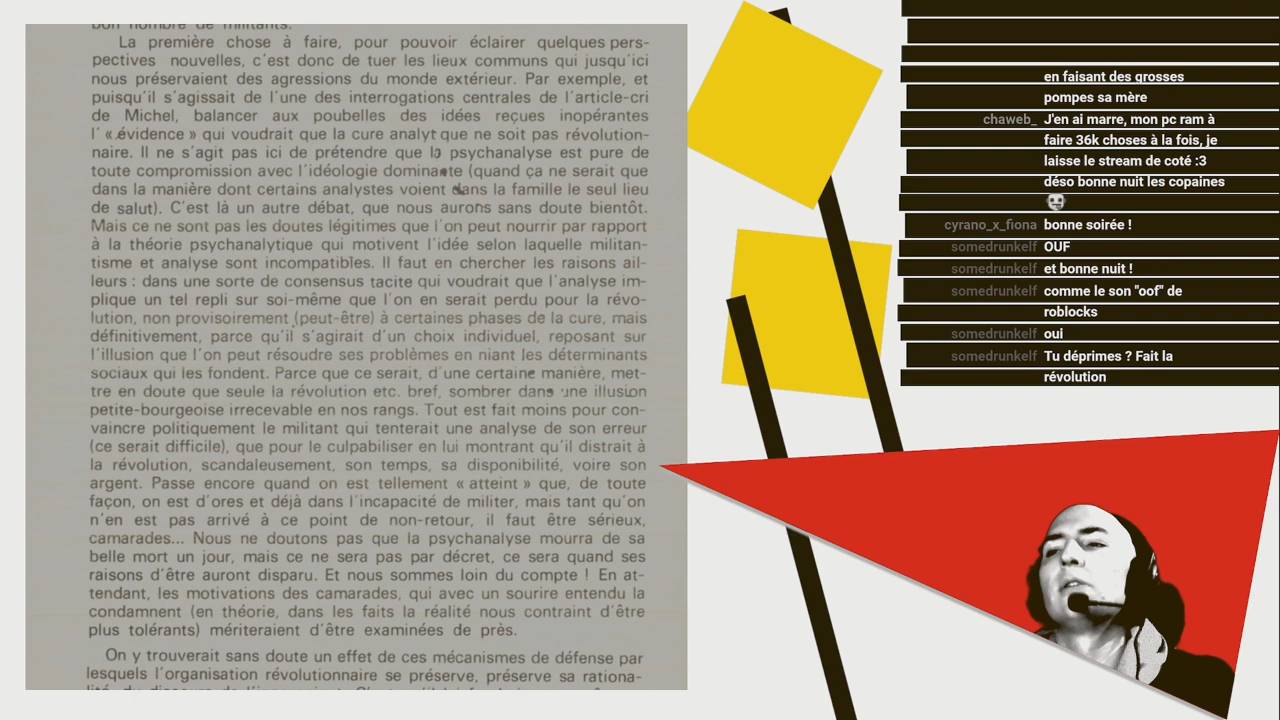 bon nombre de militants.
La première chose à faire, pour pouvoir éclairer quelques pers-
pectives nouvelles, c'est donc de tuer les lieux communs qui jusqu'ici
nous préservaient des agressions du monde extérieur. Par exemple, et
puisqu'il s'agissait de l'une des interrogations centrales de l'article-cri
de Michel, balancer aux poubelles des idées reçues inopérantes
l'« évidence » qui voudrait que la cure analytique ne soit pas révolution-
naire. Il ne s'agit pas ici de prétendre que la psychanalyse est pure de
toute compromission avec l'idéologie dominante (quand ça ne serait que
dans la manière dont certains analystes voient dans la famille le seul lieu
de salut). C'est là un autre débat, que nous aurons sans doute bientôt.
Mais ce ne sont pas les doutes légitimes que l'on peut nourrir par rapport
à la théorie psychanalytique qui motivent l'idée selon laquelle militan-
tisme et analyse sont incompatibles. Il faut en chercher les raisons ail-
leurs : dans une sorte de consensus tacite qui voudrait que l'analyse im-
plique un tel repli sur soi-même que l'on en serait perdu pour la révo-
lution, non provisoirement (peut-être) à certaines phases de la cure, mais
définitivement, parce qu'il s'agirait d'un choix individuel, reposant sur
l'illusion que l'on peut résoudre ses problèmes en niant les déterminants
sociaux qui les fondent. Parce que ce serait, d'une certaine manière, met-
tre en doute que seule la révolution etc. bref, sombrer dans une illusion
petite-bourgeoise irrecevable en nos rangs. Tout est fait moins pour con-
vaincre politiquement le militant qui tenterait une analyse de son erreur
(ce serait difficile), que pour le culpabiliser en lui montrant qu'il distrait à
la révolution, scandaleusement, son temps, sa disponibilité, voire son
argent. Passe encore quand on est tellement « atteint » que, de toute
façon, on est d'ores et déjà dans l'incapacité de militer, mais tant qu'on
n'en est pas arrivé à ce point de non-retour, il faut être sérieux,
camarades... Nous ne doutons pas que la psychanalyse mourra de sa
belle mort un jour, mais ce ne sera pas par décret, ce sera quand ses
raisons d'être auront disparu. Et nous sommes loin du compte ! En at-
tendant, les motivations des camarades, qui avec un sourire entendu la
condamnent (en théorie, dans les faits la réalité nous contraint d'être
plus tolérants) mériteraient d'être examinées de près.
On y trouverait sans doute un effet de ces mécanismes de défense par
lesquels l'organisation révolutionnaire se préserve, préserve sa rationa-
en faisant des grosses
pompes sa mère
chaweb_ J'en ai marre, mon pc ram à
faire 36k choses à la fois, je
laisse le stream de coté :3
déso bonne nuit les copaines
cyrano_x_fiona bonne soirée !
somedrunkelf OUF
somedrunkelf et bonne nuit !
somedrunkelf comme le son "oof" de
roblocks
somedrunkelf oui
somedrunkelf Tu déprimes ? Fait la
révolution